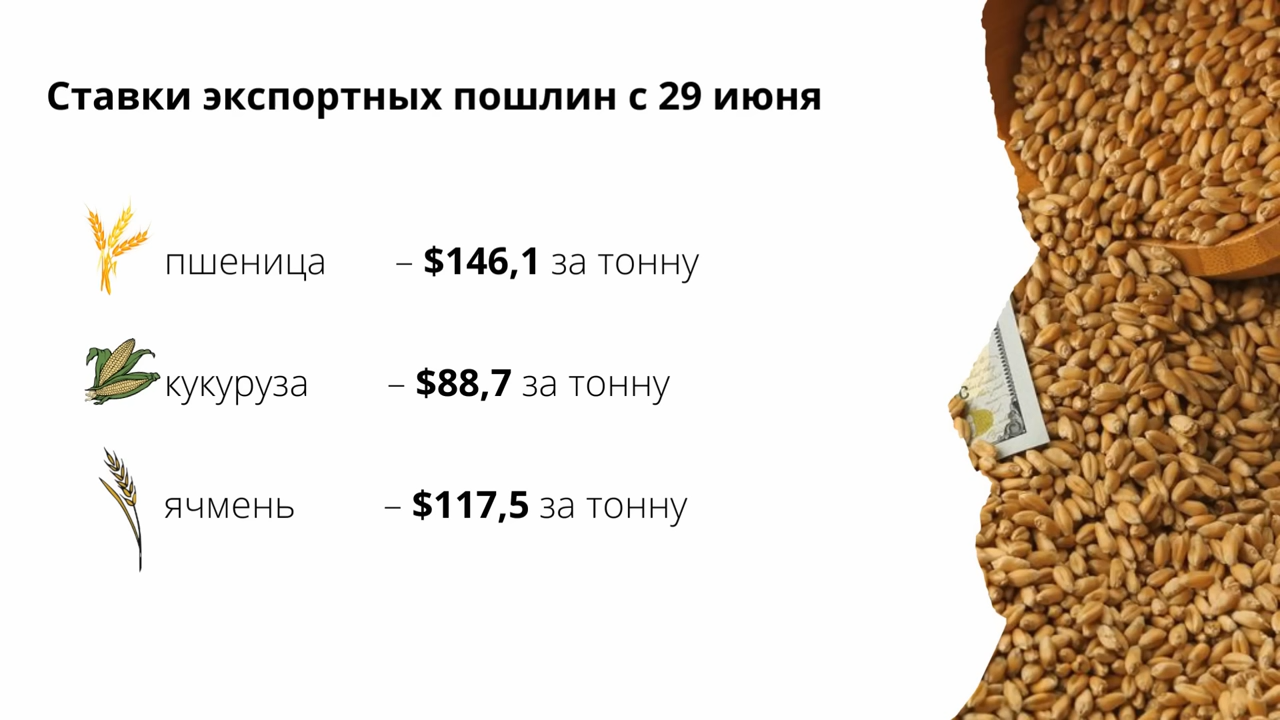 Ставки экспортных пошлин с 29 июня
пшеница – $146,1 за тонну
кукуруза – $88,7 за тонну
ячмень – $117,5 за тонну